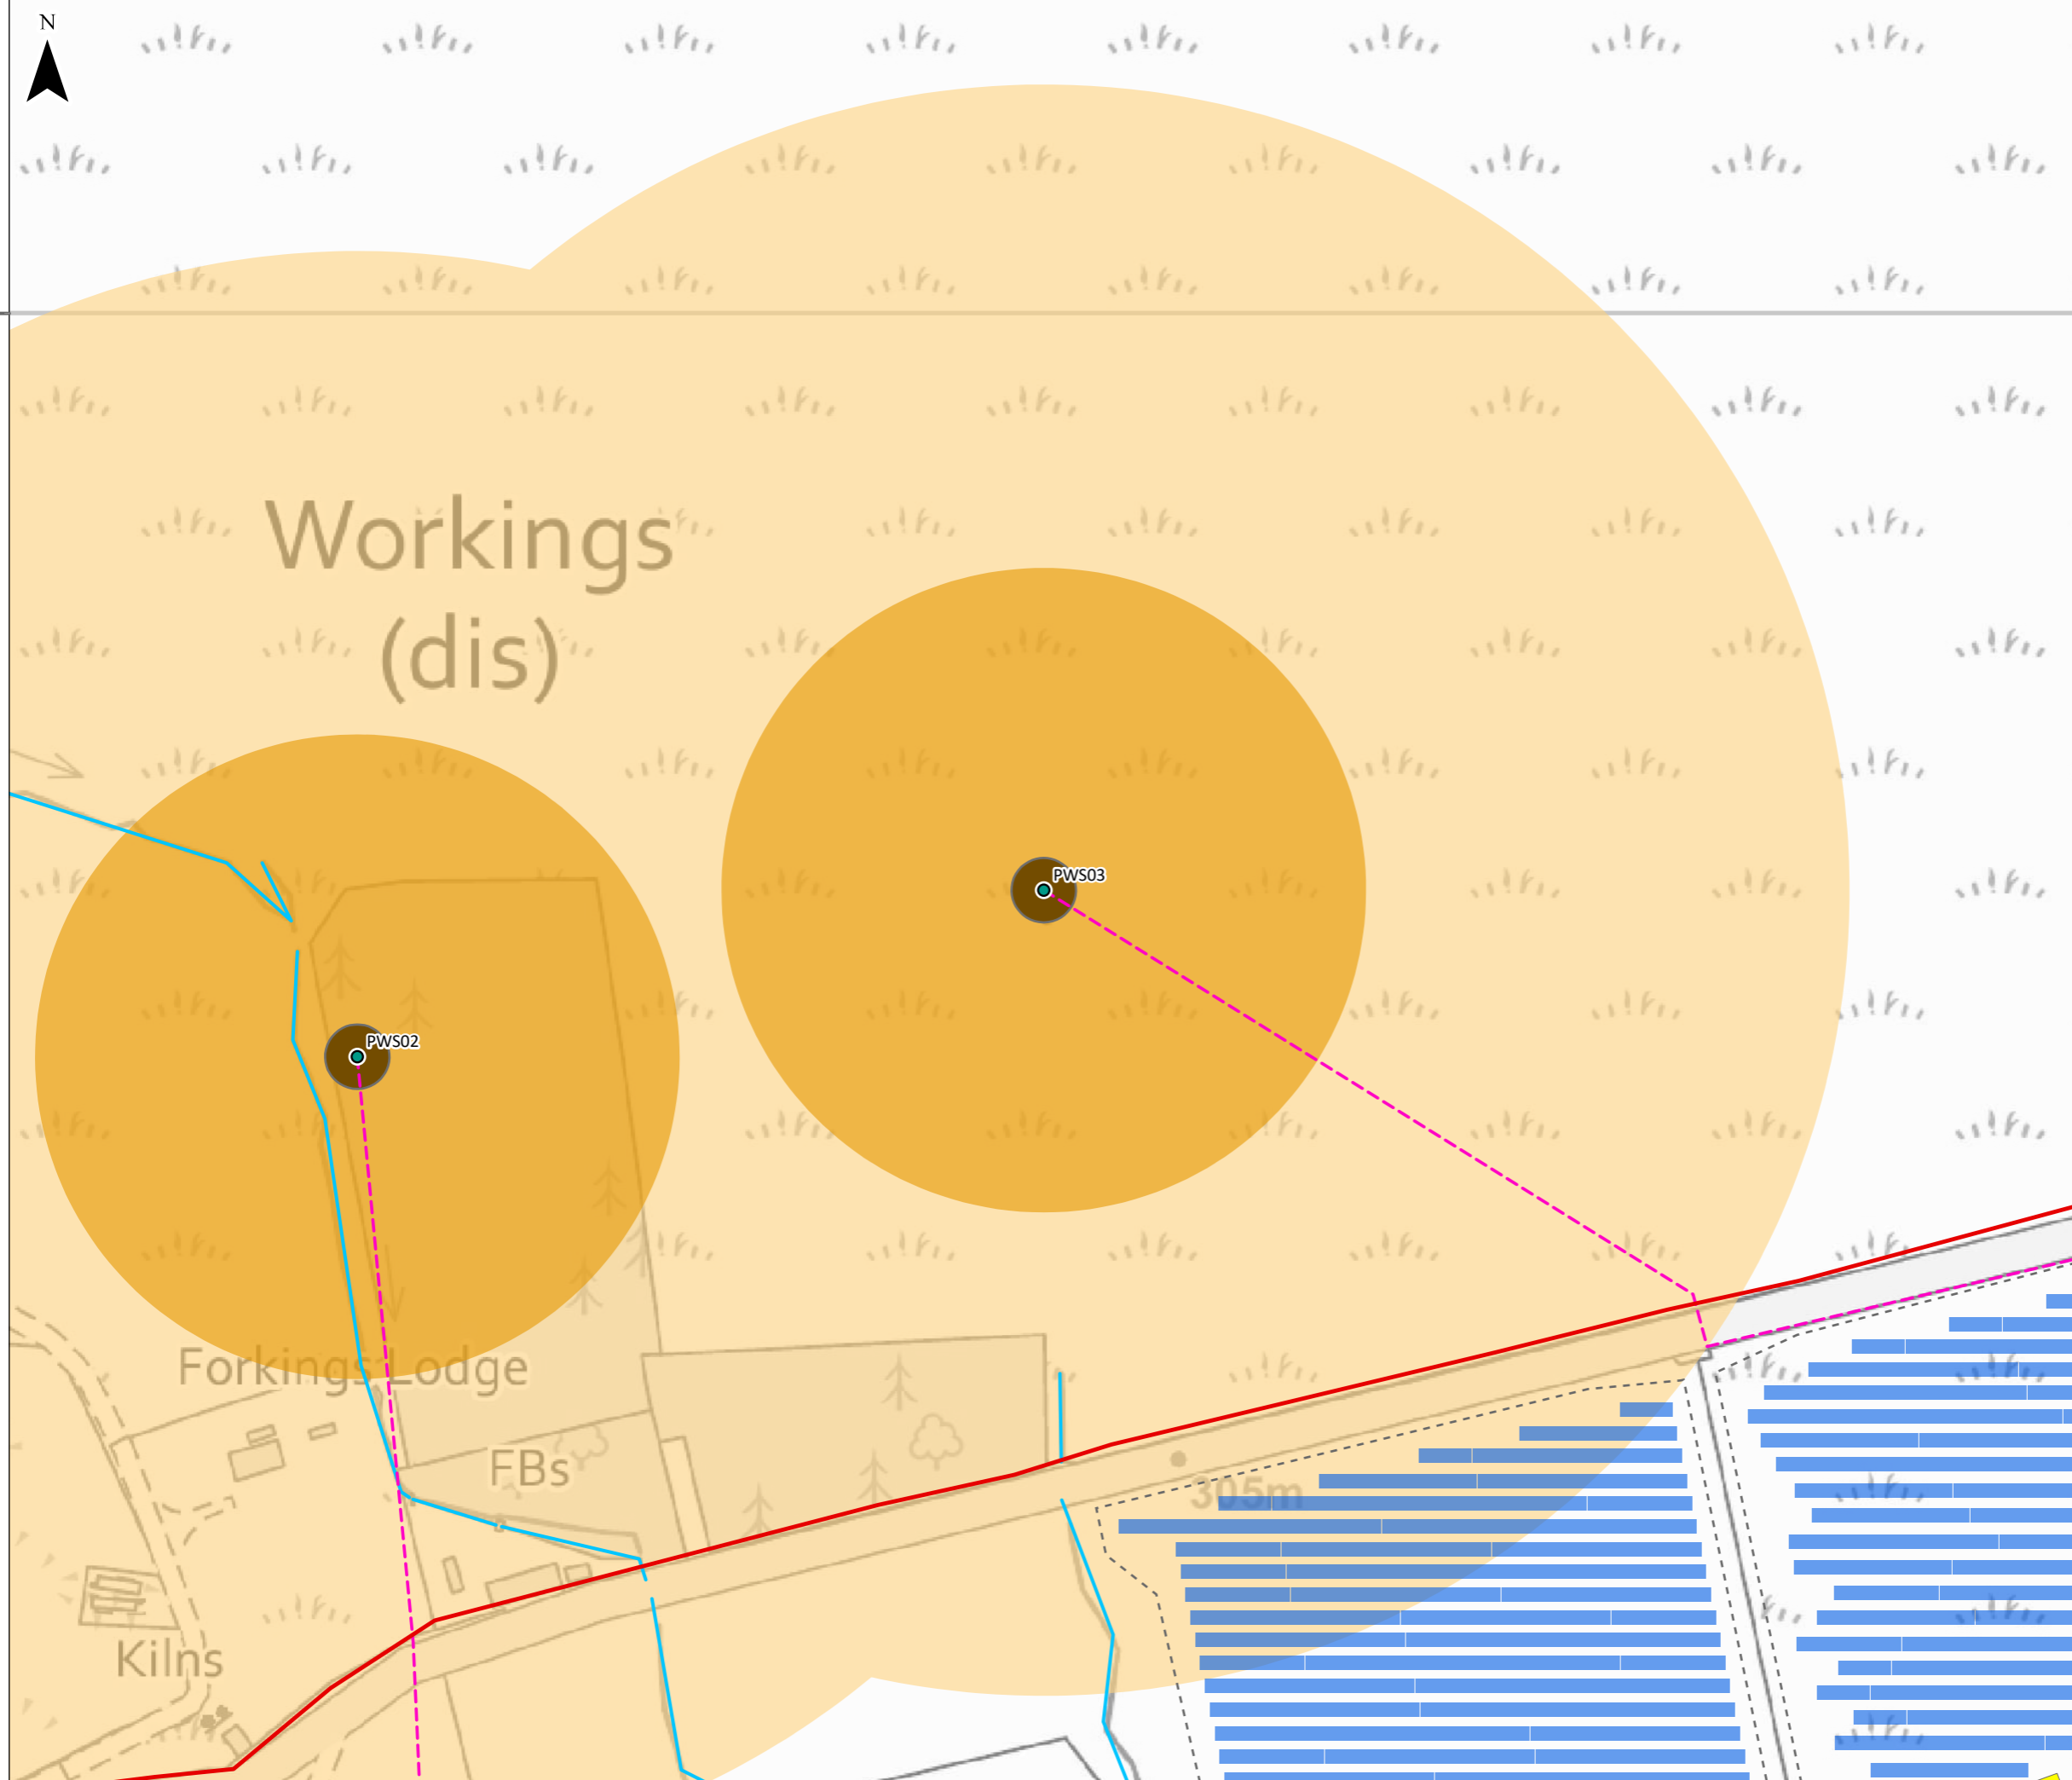 N
Workings
(dis)
PWS03
PWS02
Forkings Lodge
FBs
305m
Kilns